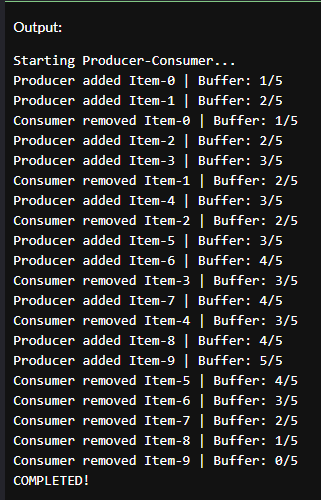 Output:
Starting Producer-Consumer...
Producer added Item-0 | Buffer: 1/5
Producer added Item-1 | Buffer: 2/5
Consumer removed Item-0 | Buffer: 1/5
Producer added Item-2 | Buffer: 2/5
Producer added Item-3 | Buffer: 3/5
Consumer removed Item-1 | Buffer: 2/5
Producer added Item-4 | Buffer: 3/5
Consumer removed Item-2 | Buffer: 2/5
Producer added Item-5 | Buffer: 3/5
Producer added Item-6 | Buffer: 4/5
Consumer removed Item-3 | Buffer: 3/5
Producer added Item-7 | Buffer: 4/5
Consumer removed Item-4 | Buffer: 3/5
Producer added Item-8 | Buffer: 4/5
Producer added Item-9 | Buffer: 5/5
Consumer removed Item-5 | Buffer: 4/5
Consumer removed Item-6 | Buffer: 3/5
Consumer removed Item-7 | Buffer: 2/5
Consumer removed Item-8 | Buffer: 1/5
Consumer removed Item-9 | Buffer: 0/5
COMPLETED!